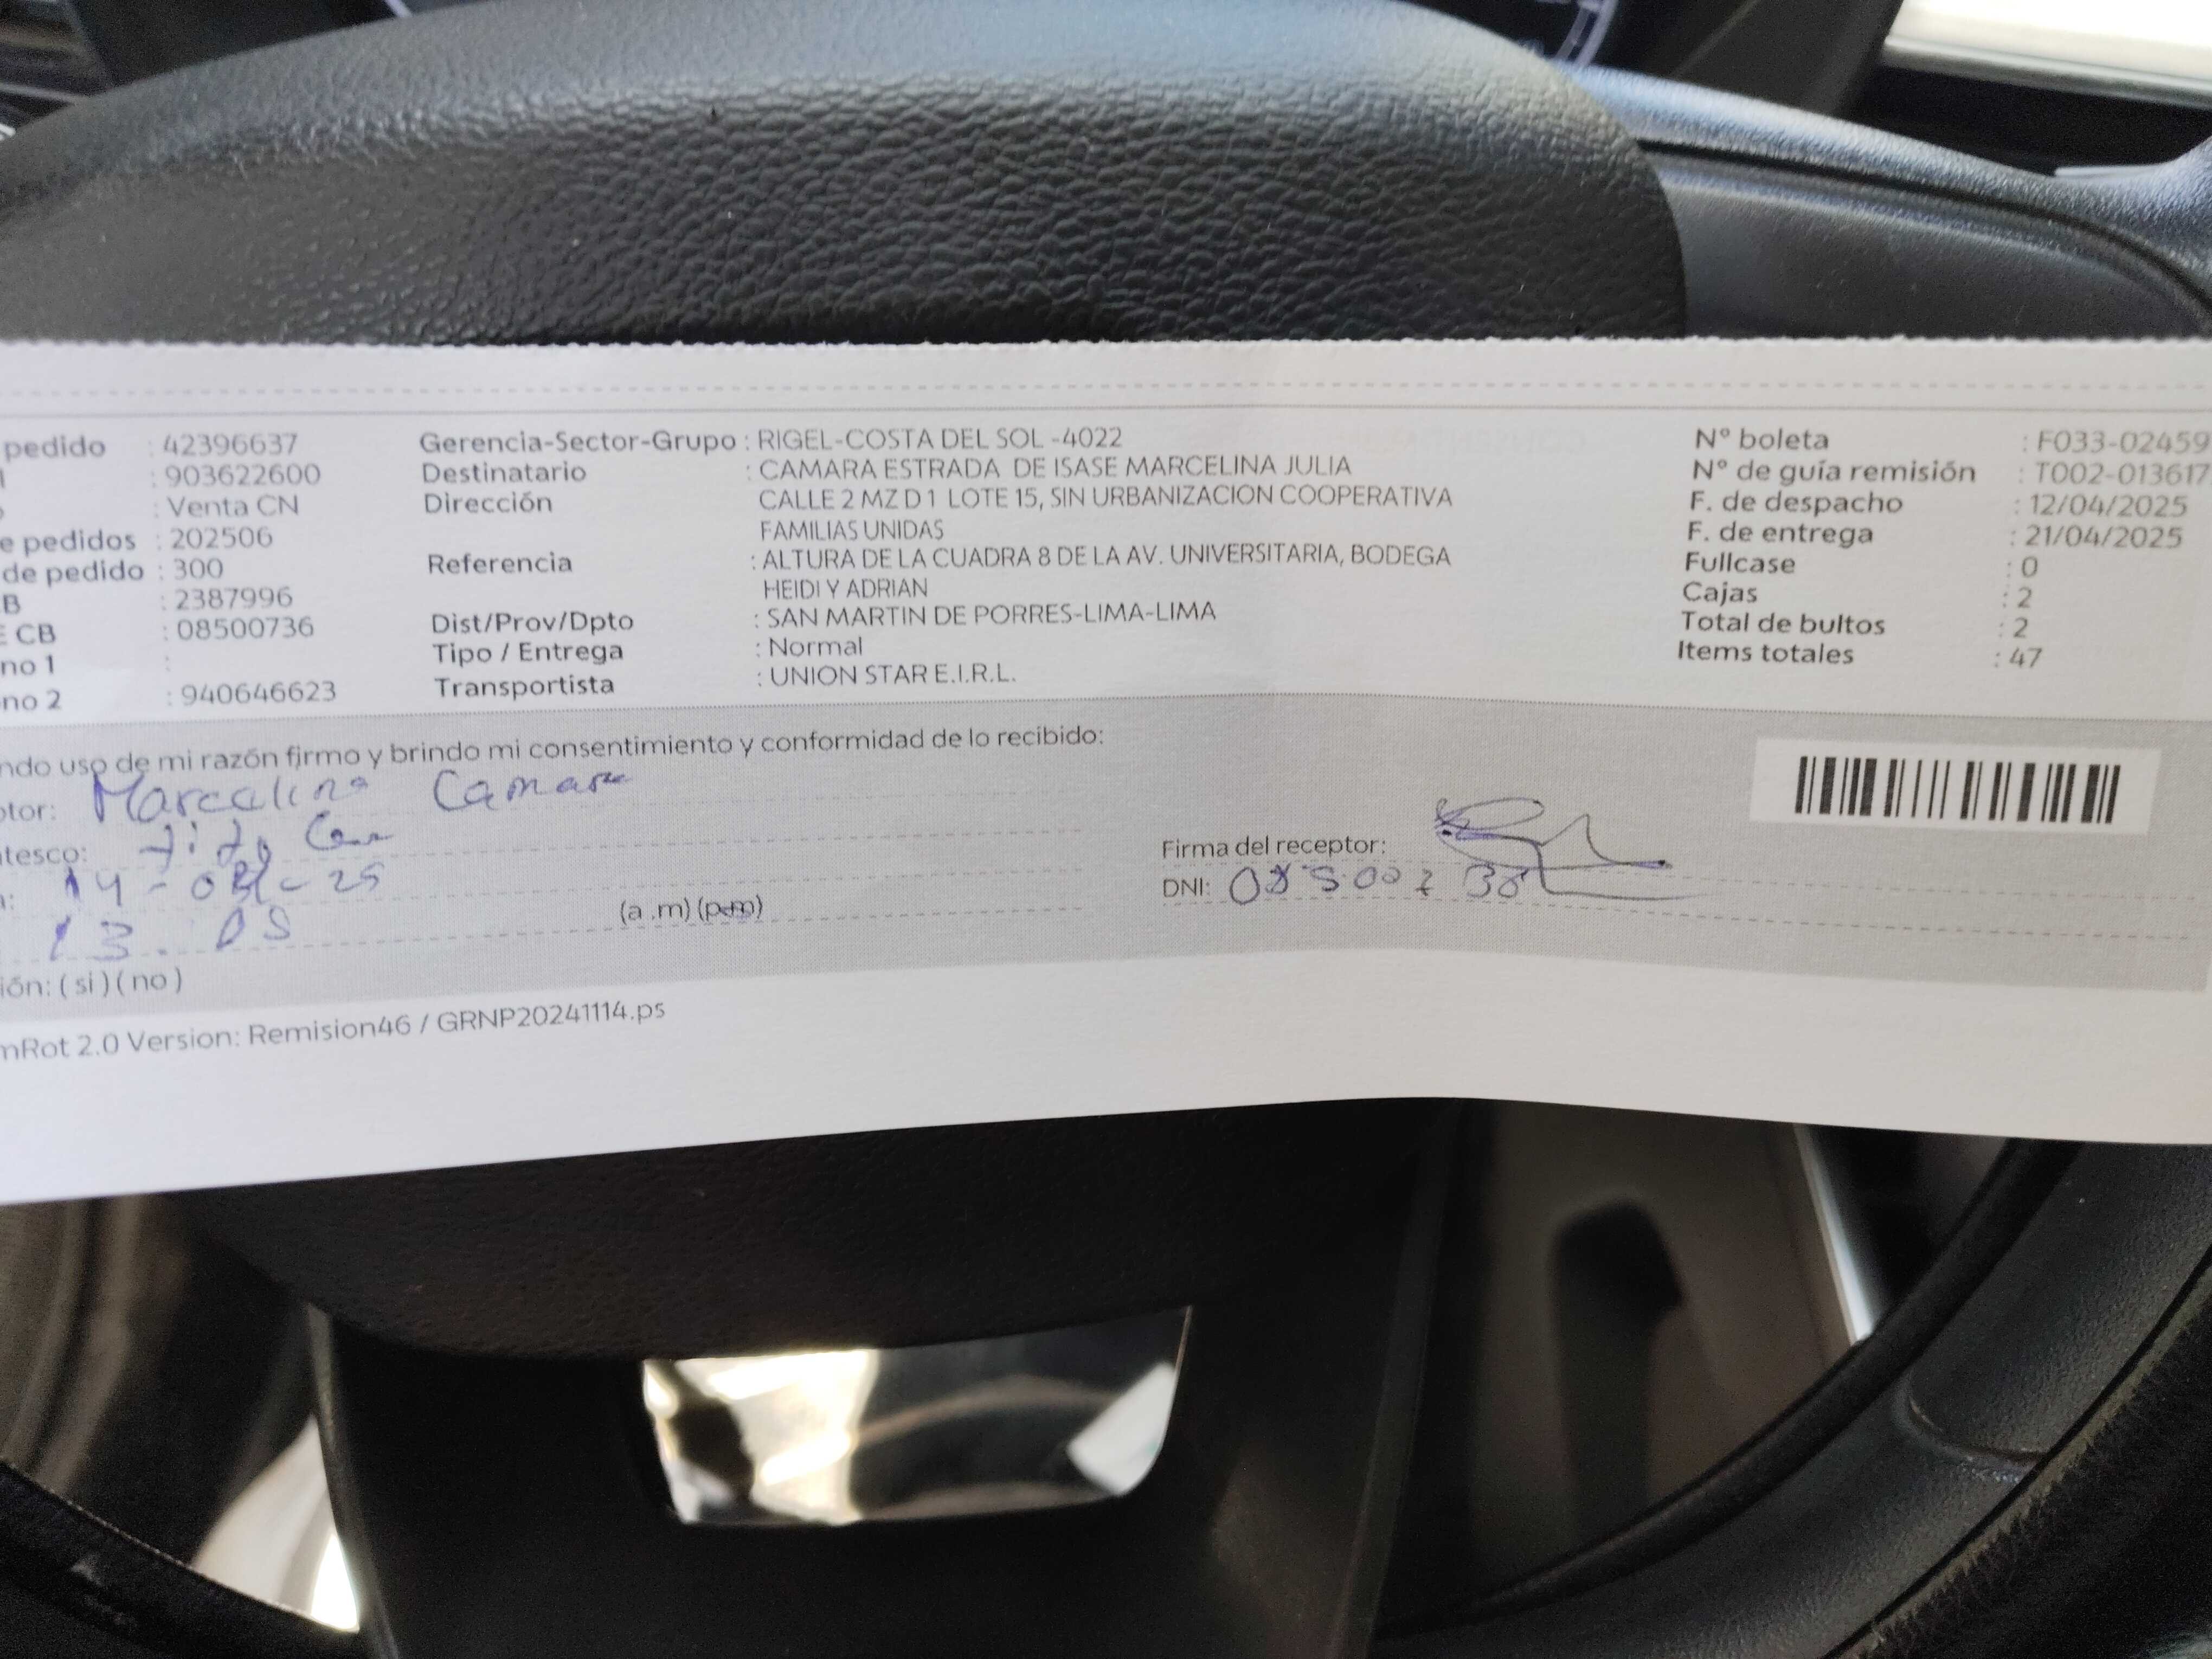 pedido : 42396637
: 903622600
: Venta CN
e pedidos : 202506
de pedido : 300
B : 2387996
E CB : 08500736
no 1 :
no 2 : 940646623
Gerencia-Sector-Grupo : RIGEL-COSTA DEL SOL -4022
Destinatario : CAMARA ESTRADA DE ISASE MARCELINA JULIA
Dirección CALLE 2 MZ D 1 LOTE 15, SIN URBANIZACION COOPERATIVA
FAMILIAS UNIDAS
Referencia : ALTURA DE LA CUADRA 8 DE LA AV. UNIVERSITARIA, BODEGA
HEIDI Y ADRIAN
Dist/Prov/Dpto : SAN MARTIN DE PORRES-LIMA-LIMA
Tipo / Entrega : Normal
Transportista : UNION STAR E.I.R.L.
N° boleta : F033-02459
N° de guía remisión : T002-013617
F. de despacho : 12/04/2025
F. de entrega : 21/04/2025
Fullcase : 0
Cajas : 2
Total de bultos : 2
Items totales : 47
ndo uso de mi razón firmo y brindo mi consentimiento y conformidad de lo recibido:
otor: Marcelina Camara
tesco:
14 - 04 - 25
13. 05 (a .m) (p.m)
ión: ( si ) ( no )
Firma del receptor:
DNI: 08500736
mRot 2.0 Version: Remision46 / GRNP20241114.ps